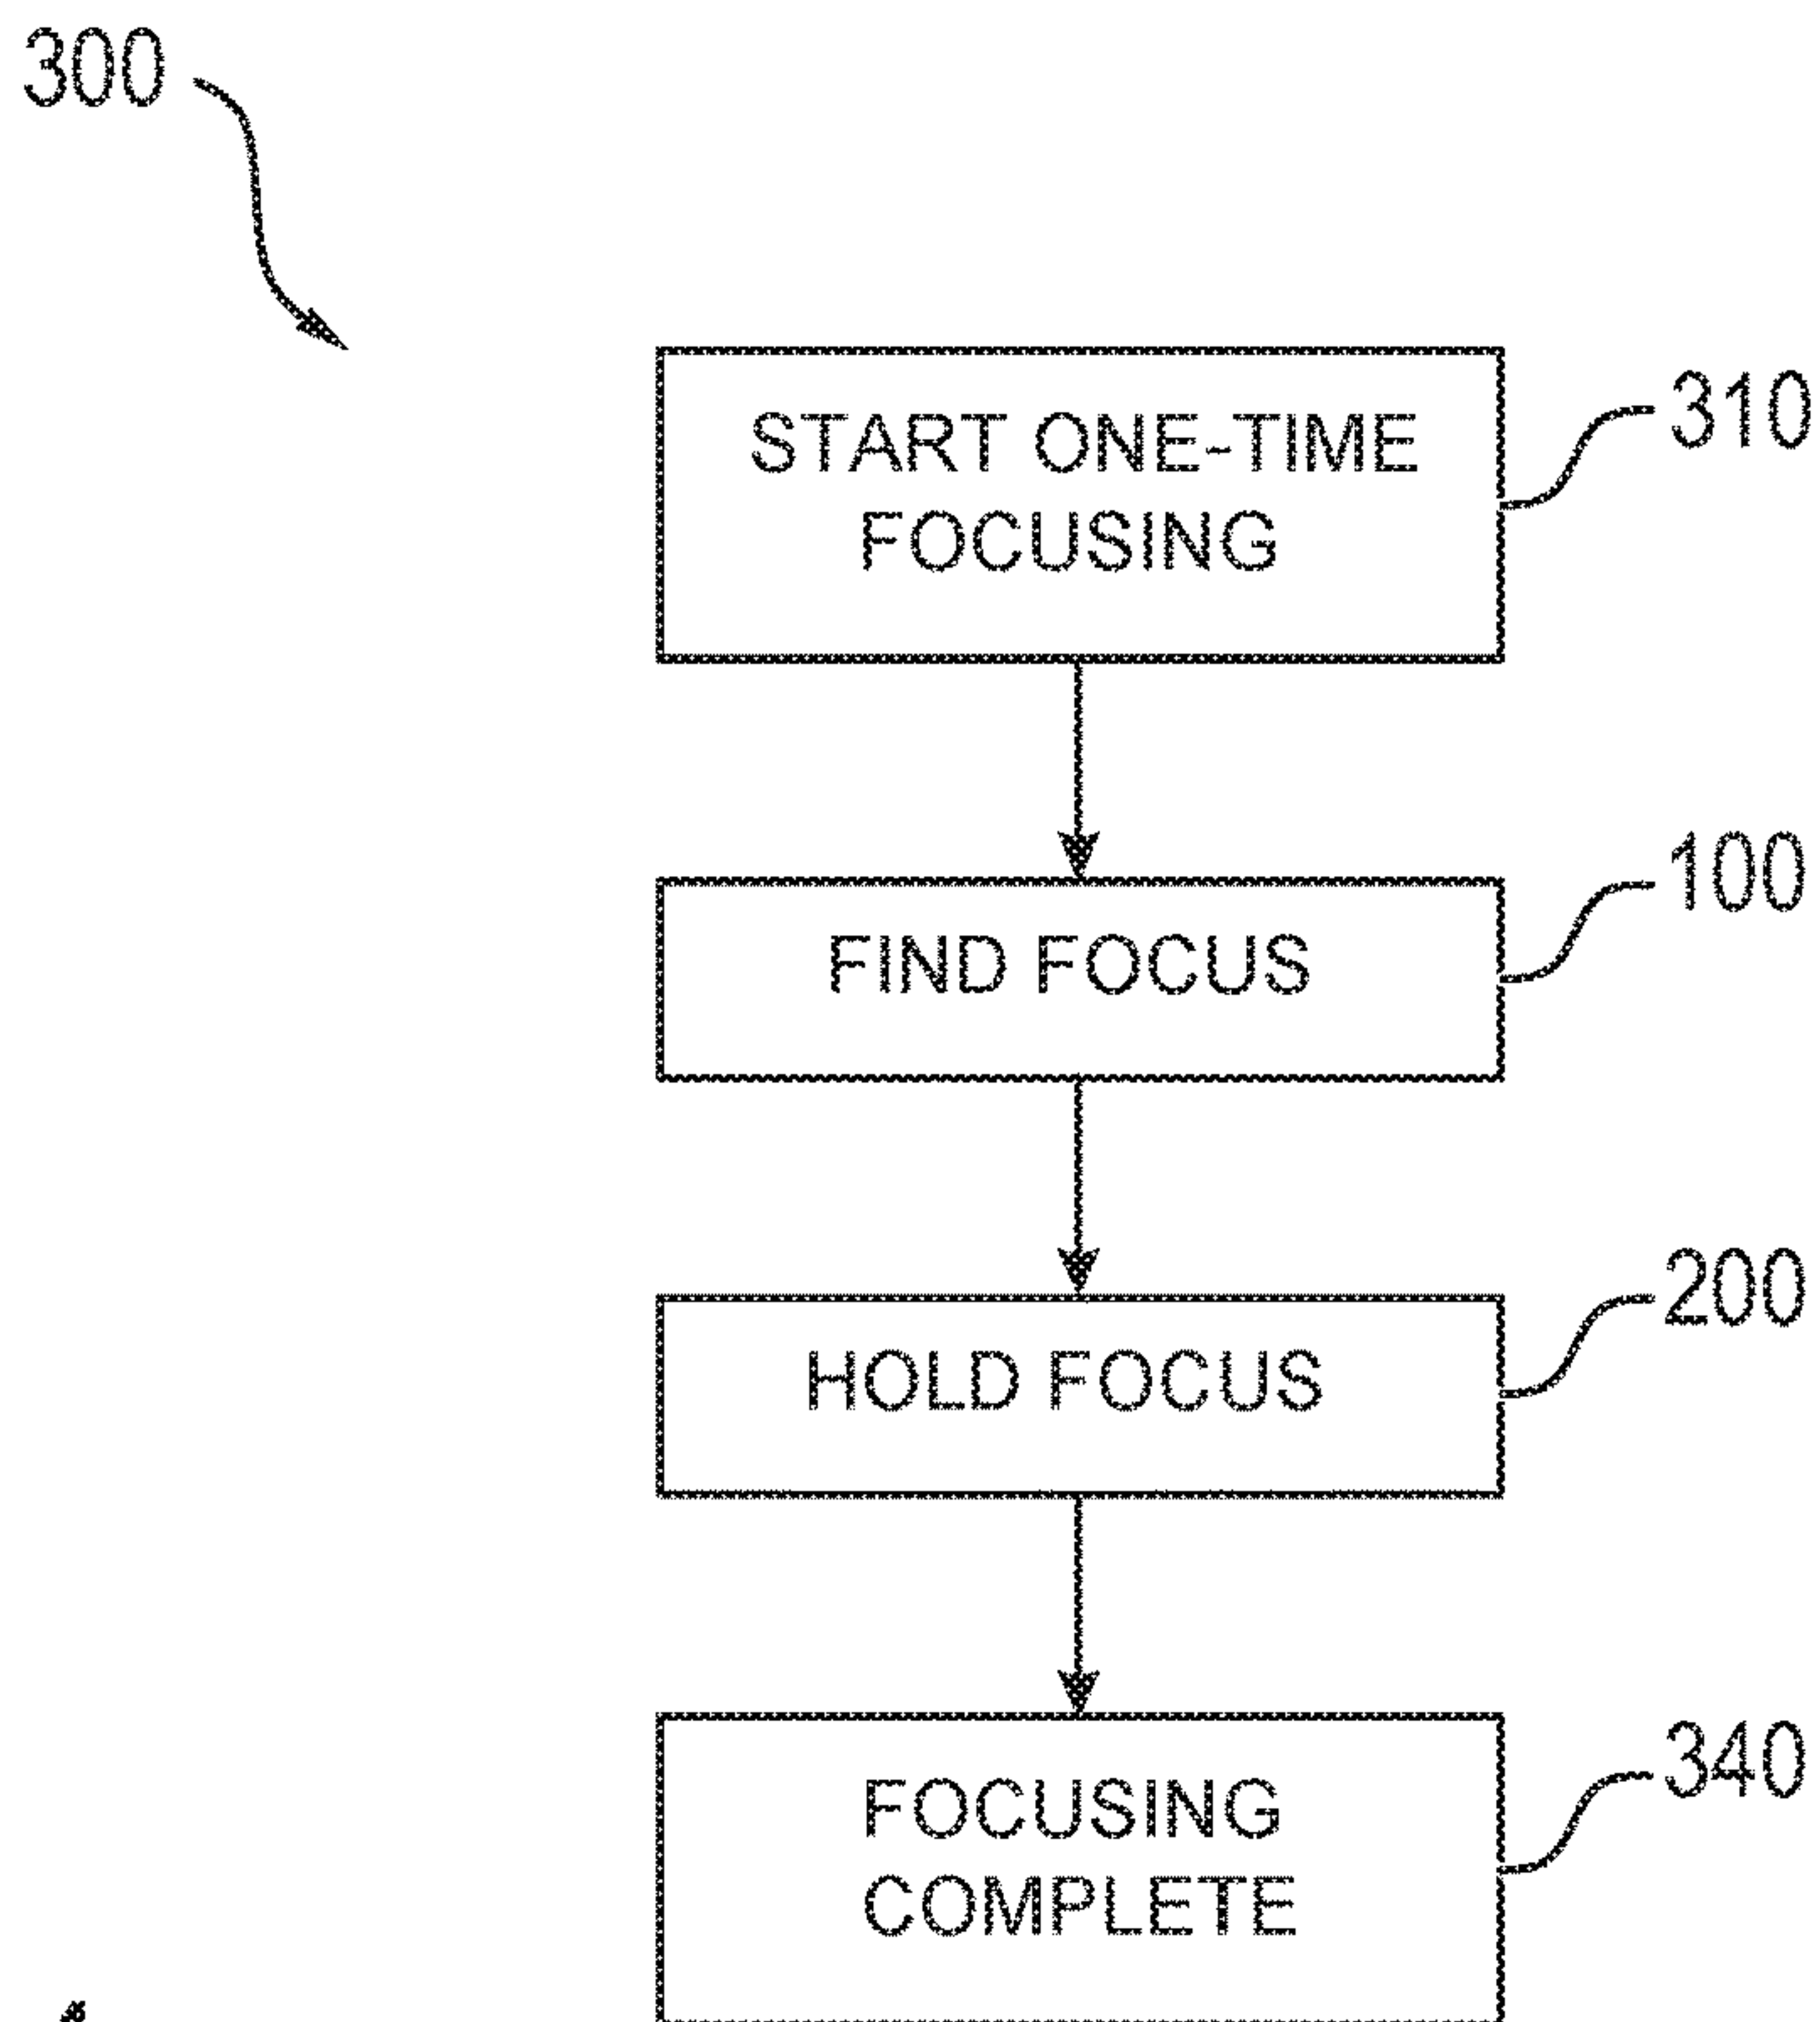 300
START ONE-TIME
FOCUSING
310
FIND FOCUS
100
HOLD FOCUS
200
FOCUSING
COMPLETE
340